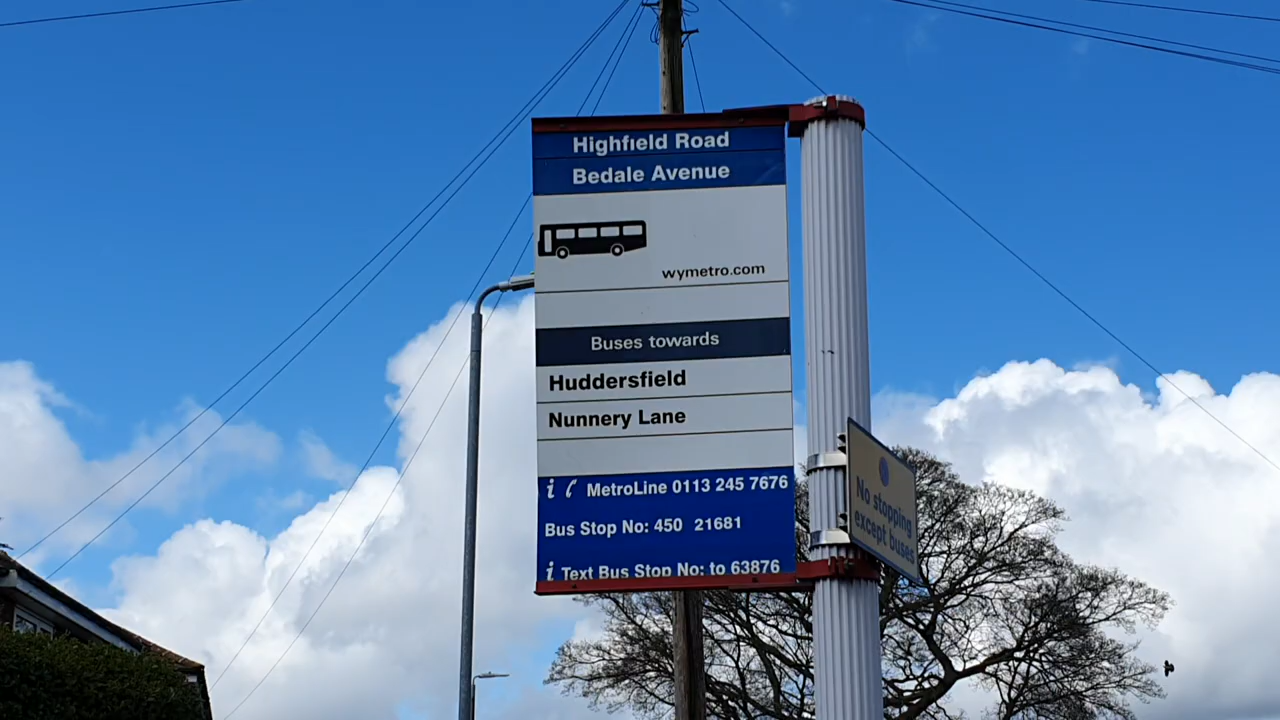 Highfield Road
Bedale Avenue
wymetro.com
Buses towards
Huddersfield
Nunnery Lane
i MetroLine 0113 245 7676
Bus Stop No: 450 21681
i Text Bus Stop No: to 63876
No stopping
except buses